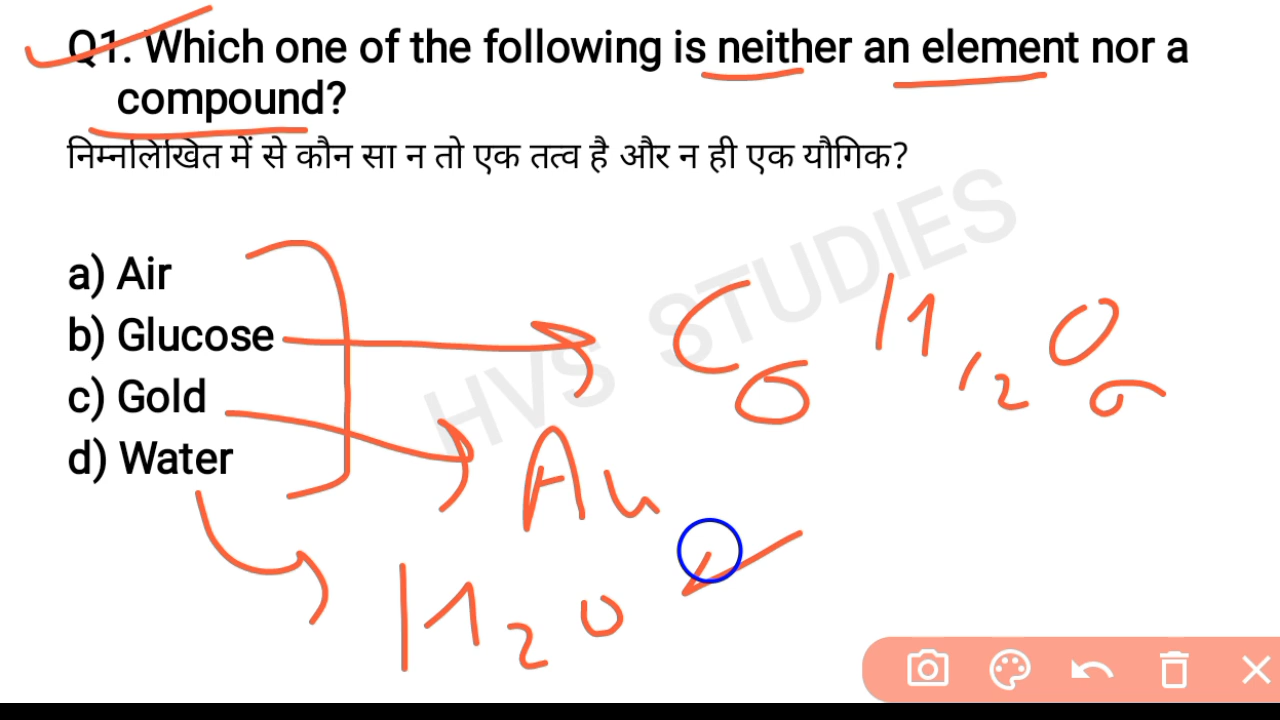 Q1. Which one of the following is neither an element nor a
compound?
निम्नलिखित में से कौन सा न तो एक तत्व है और न ही एक यौगिक?
HVS STUDIES
a) Air
b) Glucose
C6 H12 O6
c) Gold
Au
d) Water
H2O